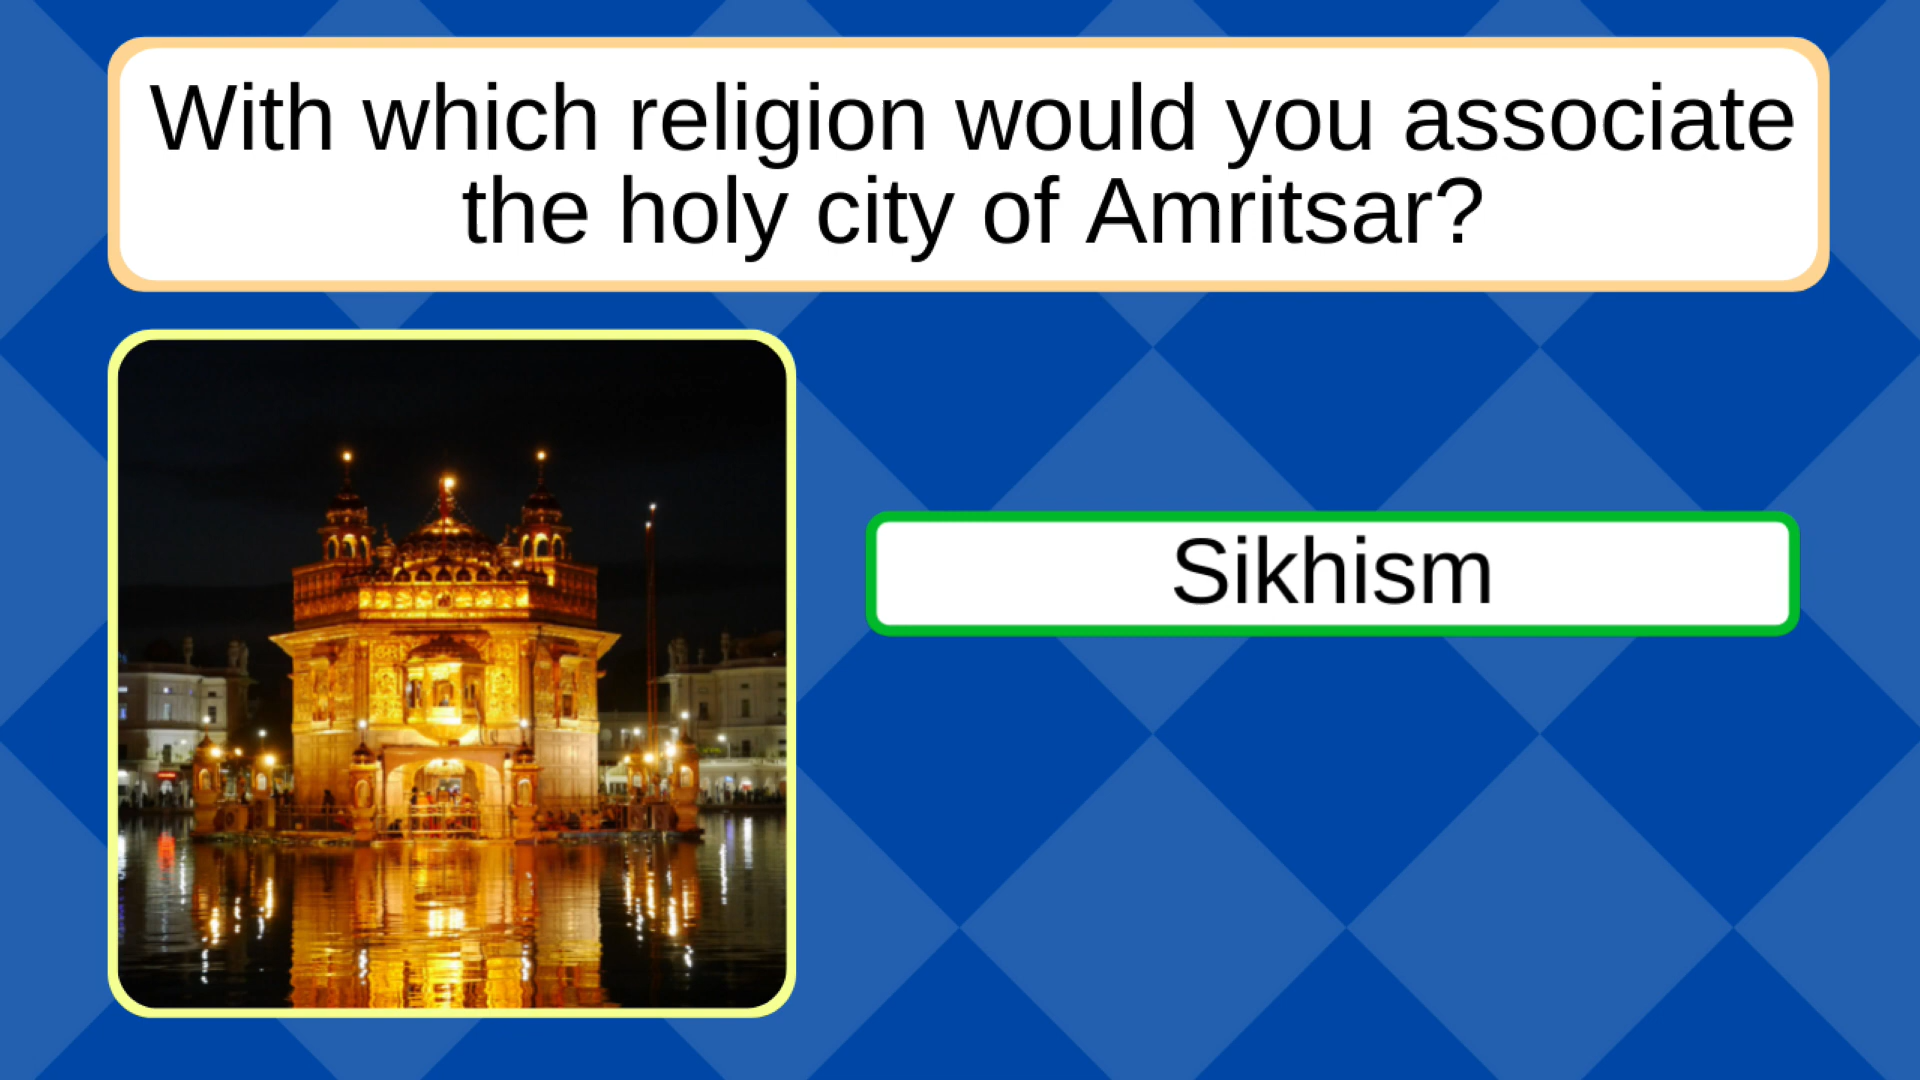 With which religion would you associate
the holy city of Amritsar?
Sikhism